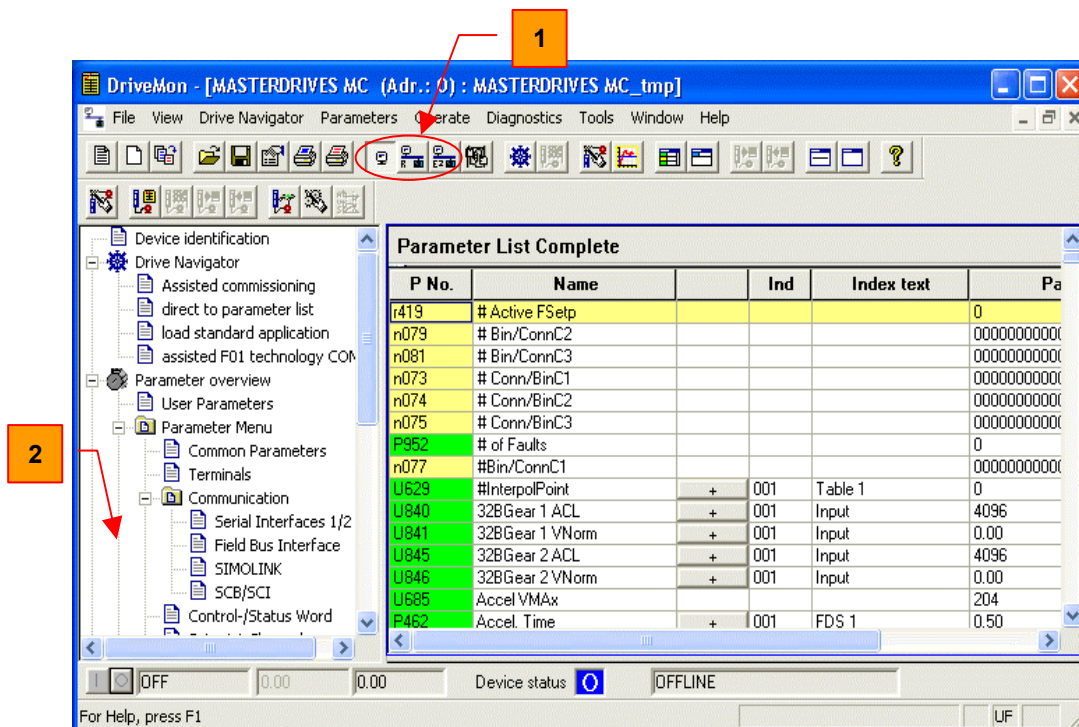 1
DriveMon - [MASTERDRIVES MC (Adr.: 0) : MASTERDRIVES MC_tmp]
File View Drive Navigator Parameters Operate Diagnostics Tools Window Help
Device identification
Drive Navigator
Assisted commissioning
direct to parameter list
load standard application
assisted F01 technology COM
Parameter overview
User Parameters
Parameter Menu
Common Parameters
Terminals
Communication
Serial Interfaces 1/2
Field Bus Interface
SIMOLINK
SCB/SCI
Control-/Status Word
2
Parameter List Complete
P No. Name Ind Index text Pa
r419 # Active FSetp 0
n079 # Bin/ConnC2 00000000000
n081 # Bin/ConnC3 00000000000
n073 # Conn/BinC1 00000000000
n074 # Conn/BinC2 00000000000
n075 # Conn/BinC3 00000000000
P952 # of Faults 0
n077 #Bin/ConnC1 00000000000
U629 #InterpolPoint + 001 Table 1 0
U840 32BGear 1 ACL + 001 Input 4096
U841 32BGear 1 VNorm + 001 Input 0.00
U845 32BGear 2 ACL + 001 Input 4096
U846 32BGear 2 VNorm + 001 Input 0.00
U685 Accel VMAx 204
P462 Accel. Time + 001 FDS 1 0.50
OFF 0.00 0.00 Device status OFFLINE
For Help, press F1 UF